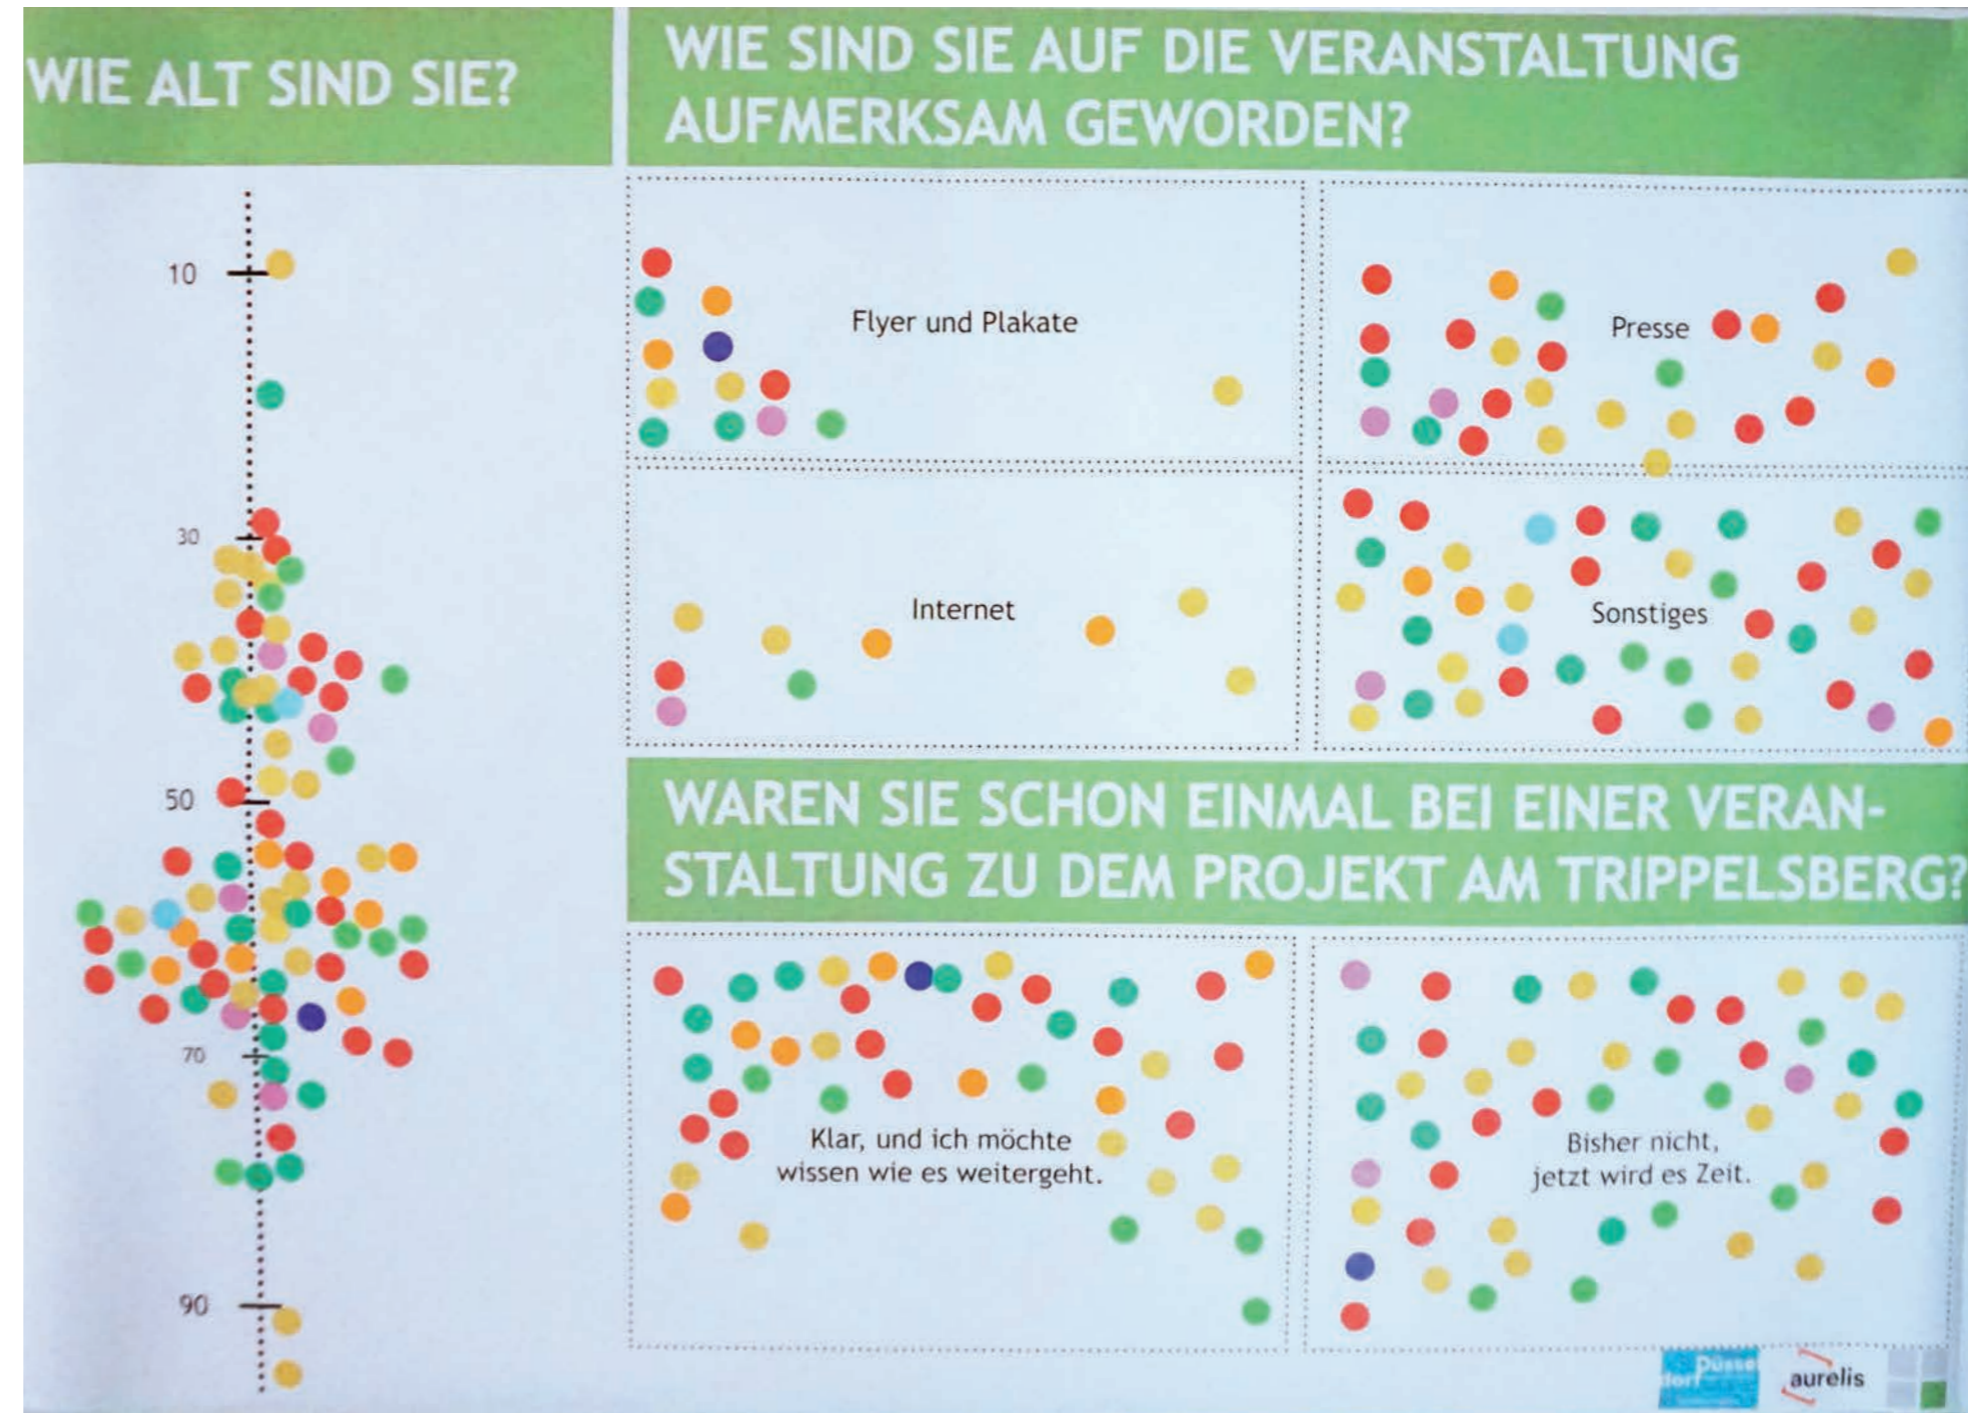 WIE ALT SIND SIE?
10
30
50
70
90
WIE SIND SIE AUF DIE VERANSTALTUNG
AUFMERKSAM GEWORDEN?
Flyer und Plakate
Presse
Internet
Sonstiges
WAREN SIE SCHON EINMAL BEI EINER VERAN-
STALTUNG ZU DEM PROJEKT AM TRIPPELSBERG?
Klar, und ich möchte
wissen wie es weitergeht.
Bisher nicht,
jetzt wird es Zeit.
Düssel
dorf
aurelis